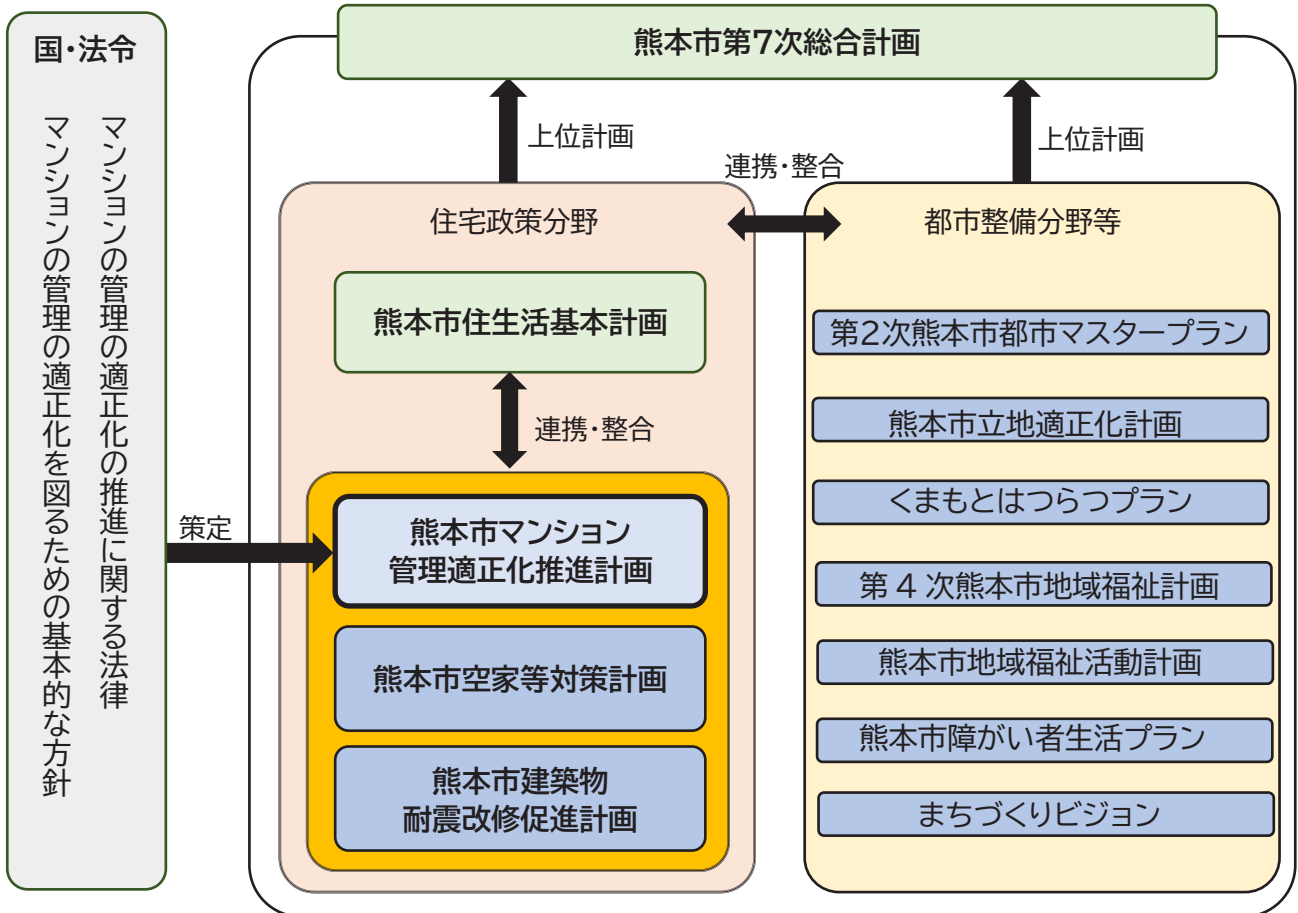 国・法令
マンションの管理の適正化の推進に関する法律
マンションの管理の適正化を図るための基本的な方針
策定
熊本市第7次総合計画
上位計画
上位計画
連携・整合
住宅政策分野
熊本市住生活基本計画
連携・整合
熊本市マンション
管理適正化推進計画
熊本市空家等対策計画
熊本市建築物
耐震改修促進計画
都市整備分野等
第2次熊本市都市マスタープラン
熊本市立地適正化計画
くまもとはつらつプラン
第 4 次熊本市地域福祉計画
熊本市地域福祉活動計画
熊本市障がい者生活プラン
まちづくりビジョン